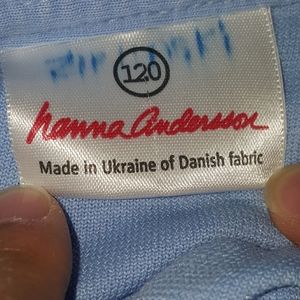 120
hanna andersson
Made in Ukraine of Danish fabric